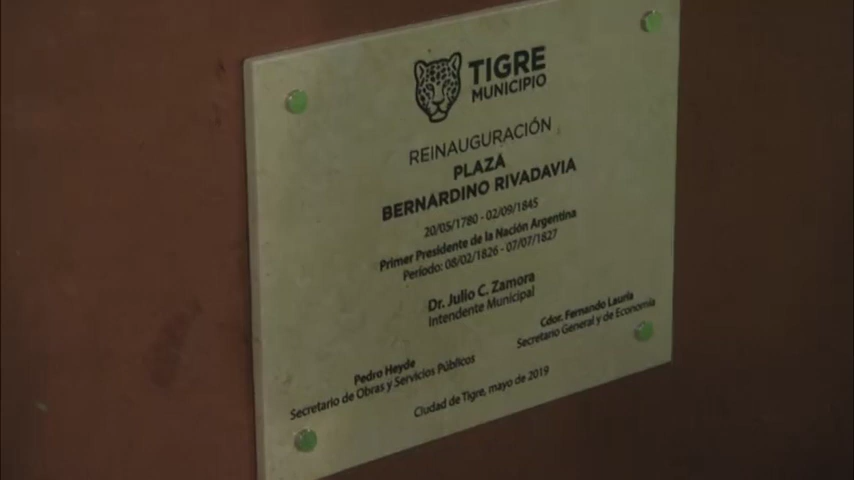 TIGRE
MUNICIPIO
REINAUGURACIÓN
PLAZA
BERNARDINO RIVADAVIA
20/05/1780 - 02/09/1845
Primer Presidente de la Nación Argentina
Período: 08/02/1826 - 07/07/1827
Dr. Julio C. Zamora
Intendente Municipal
Pedro Heyde
Secretario de Obras y Servicios Públicos
Cdor. Fernando Lauría
Secretario General y de Economía
Ciudad de Tigre, mayo de 2019